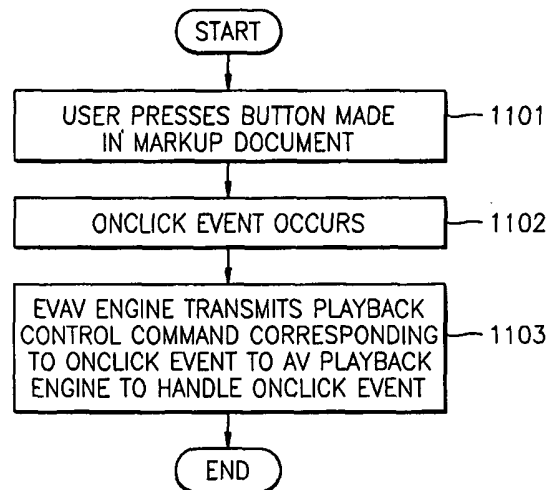 START
USER PRESSES BUTTON MADE
IN MARKUP DOCUMENT
1101
ONCLICK EVENT OCCURS
1102
EVAV ENGINE TRANSMITS PLAYBACK
CONTROL COMMAND CORRESPONDING
TO ONCLICK EVENT TO AV PLAYBACK
ENGINE TO HANDLE ONCLICK EVENT
1103
END